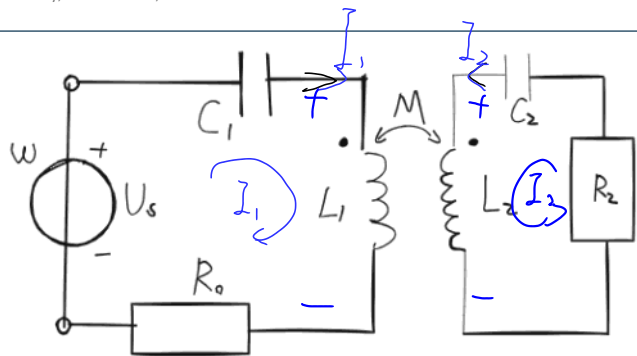 I₁
I₂
+
+
M
C₁
C₂
ω
+
Uₛ
-
I₁
L₁
L₂
I₂
R₂
R₀
-
-